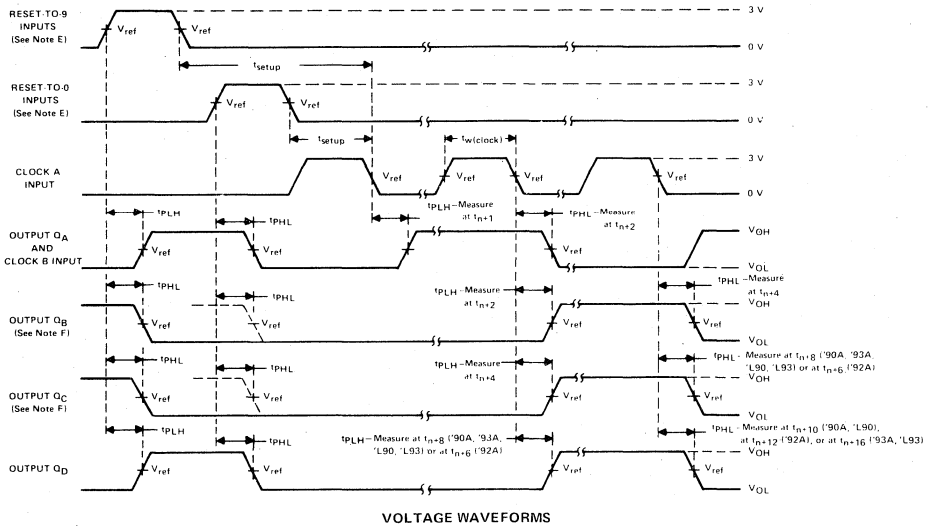 RESET-TO-9
INPUTS
(See Note E)
Vref
Vref
3 V
0 V
tsetup
RESET-TO-0
INPUTS
(See Note E)
Vref
Vref
3 V
0 V
tsetup
tw(clock)
CLOCK A
INPUT
Vref
Vref
Vref
Vref
3 V
0 V
tPLH
tPHL
tPLH–Measure
at tn+1
tPHL–Measure
at tn+2
OUTPUT QA
AND
CLOCK B INPUT
Vref
Vref
Vref
VOH
VOL
tPHL
tPHL
tPLH–Measure
at tn+2
tPHL–Measure
at tn+4
OUTPUT QB
(See Note F)
Vref
Vref
Vref
Vref
VOH
VOL
tPHL
tPHL
tPLH–Measure
at tn+4
tPHL - Measure at tn+8 ('90A, '93A,
'L90, 'L93) or at tn+6 ('92A)
OUTPUT QC
(See Note F)
Vref
Vref
Vref
Vref
VOH
VOL
tPLH
tPHL
tPLH–Measure at tn+8 ('90A, '93A,
'L90, 'L93) or at tn+6 ('92A)
tPHL - Measure at tn+10 ('90A, 'L90),
at tn+12 ('92A), or at tn+16 ('93A, 'L93)
OUTPUT QD
Vref
Vref
Vref
Vref
VOH
VOL
VOLTAGE WAVEFORMS